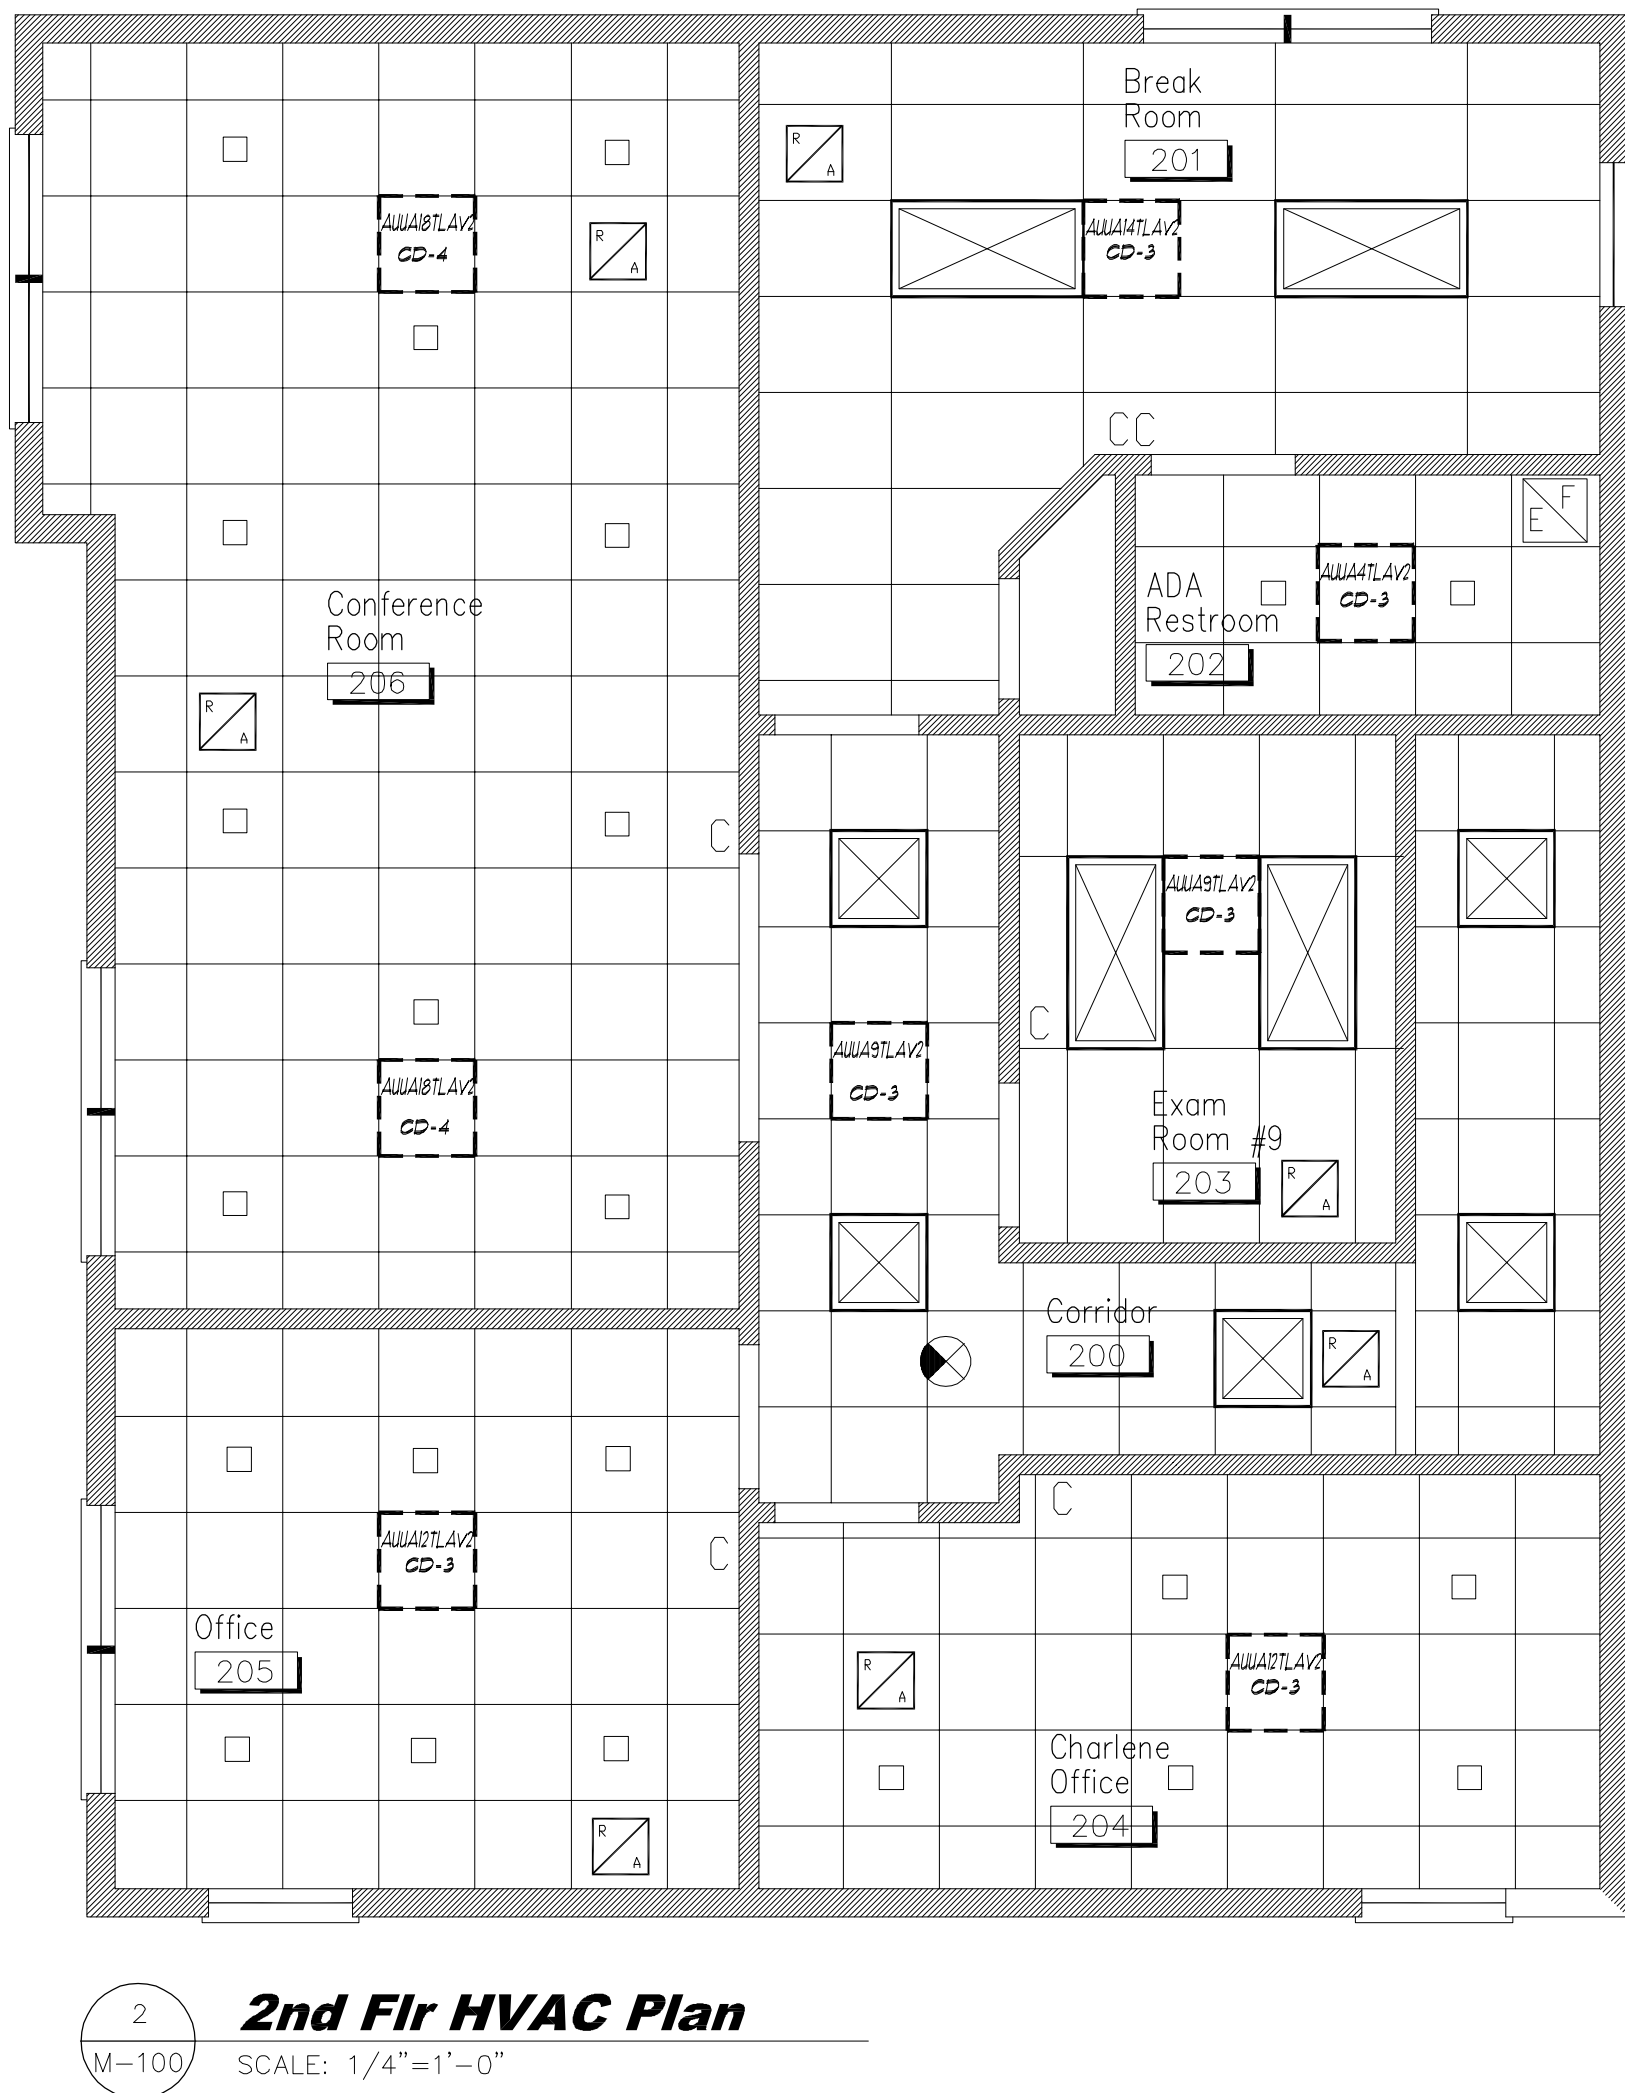 Break
Room
201
R
A
AUUA18TLAV2
CD-4
R
A
AUUA14TLAV2
CD-3
CC
E
F
ADA
Restroom
202
AUUA4TLAV2
CD-3
Conference
Room
206
R
A
C
AUUA9TLAV2
CD-3
C
AUUA9TLAV2
CD-3
AUUA18TLAV2
CD-4
Exam
Room #9
203
R
A
Corridor
200
R
A
C
AUUA12TLAV2
CD-3
C
Office
205
R
A
AUUA12TLAV2
CD-3
Charlene
Office
204
R
A
2
M-100
2nd Flr HVAC Plan
SCALE: 1/4"=1'-0"